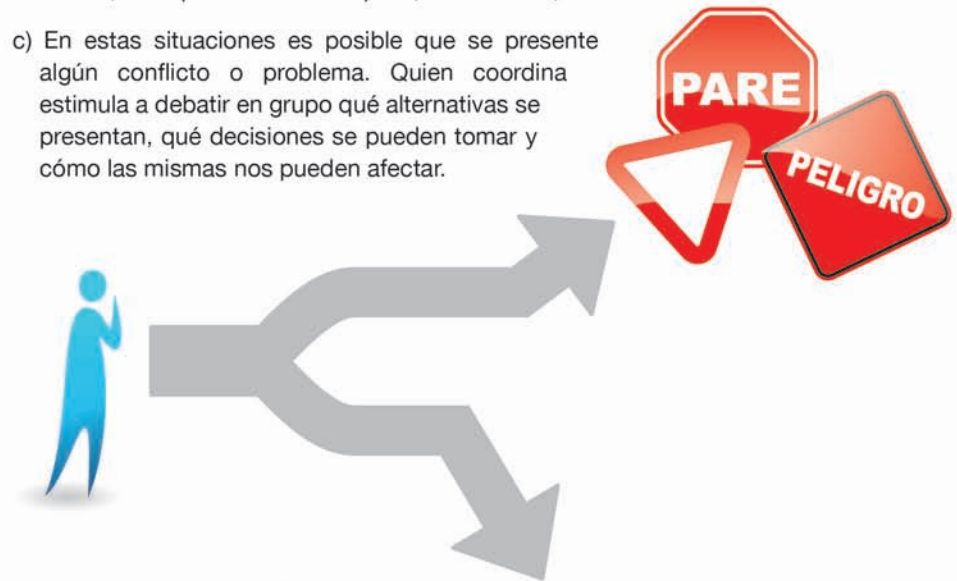 c) En estas situaciones es posible que se presente
algún conflicto o problema. Quien coordina
estimula a debatir en grupo qué alternativas se
presentan, qué decisiones se pueden tomar y
cómo las mismas nos pueden afectar.
PARE
PELIGRO